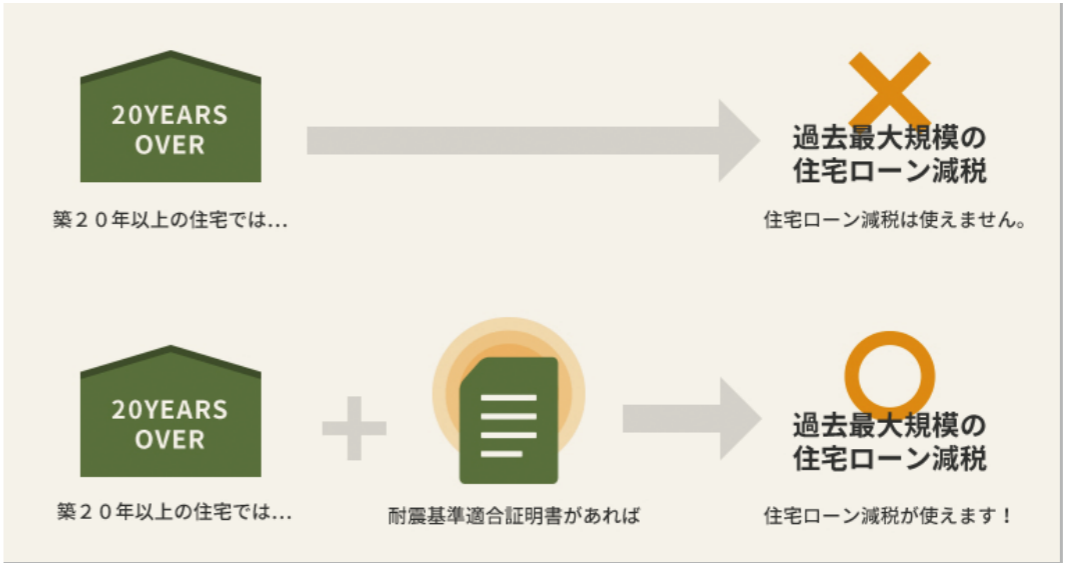 20YEARS
OVER
過去最大規模の
住宅ローン減税
築２０年以上の住宅では…
住宅ローン減税は使えません。
20YEARS
OVER
過去最大規模の
住宅ローン減税
築２０年以上の住宅では…
耐震基準適合証明書があれば
住宅ローン減税が使えます！